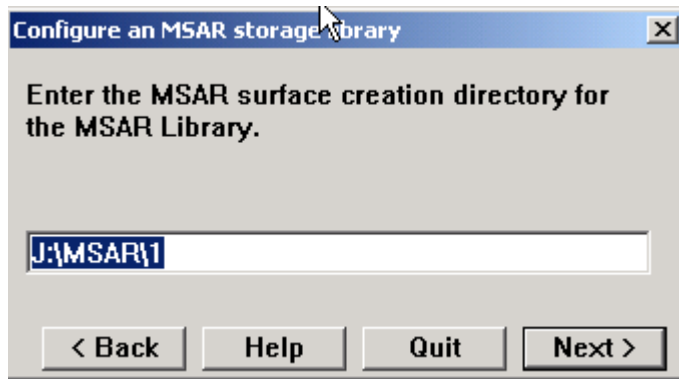 Configure an MSAR storage library
Enter the MSAR surface creation directory for
the MSAR Library.
J:\MSAR\1
< Back Help Quit Next >